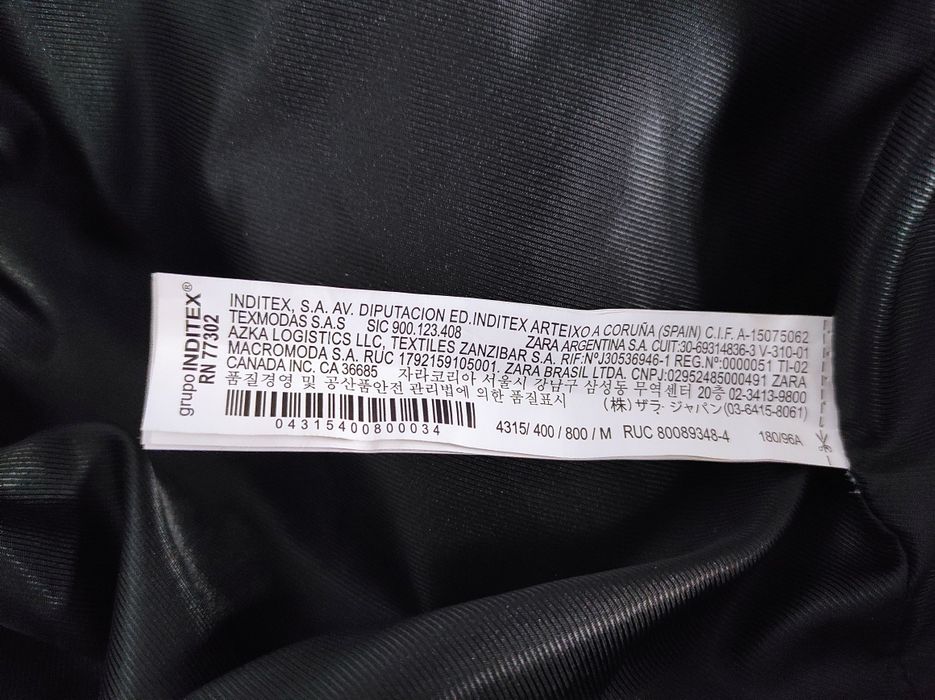 grupo INDITEX®
RN 77302
INDITEX, S.A. AV. DIPUTACION ED.INDITEX ARTEIXO A CORUÑA (SPAIN) C.I.F. A-15075062
TEXMODAS S.A.S SIC 900.123.408 ZARA ARGENTINA S.A. CUIT:30-69314836-3 V-310-01
AZKA LOGISTICS LLC, TEXTILES ZANZIBAR S.A. RIF:NºJ30536946-1 REG.Nº:0000051 TI-02
MACROMODA S.A. RUC 1792159105001. ZARA BRASIL LTDA. CNPJ:02952485000491 ZARA
CANADA INC. CA 36685 자라코리아 서울시 강남구 삼성동 무역센터 20층 02-3413-9800
품질경영 및 공산품안전 관리법에 의한 품질표시 (株)ザラ・ジャパン(03-6415-8061)
04315400800034
4315/ 400 / 800 / M RUC 80089348-4 180/96A